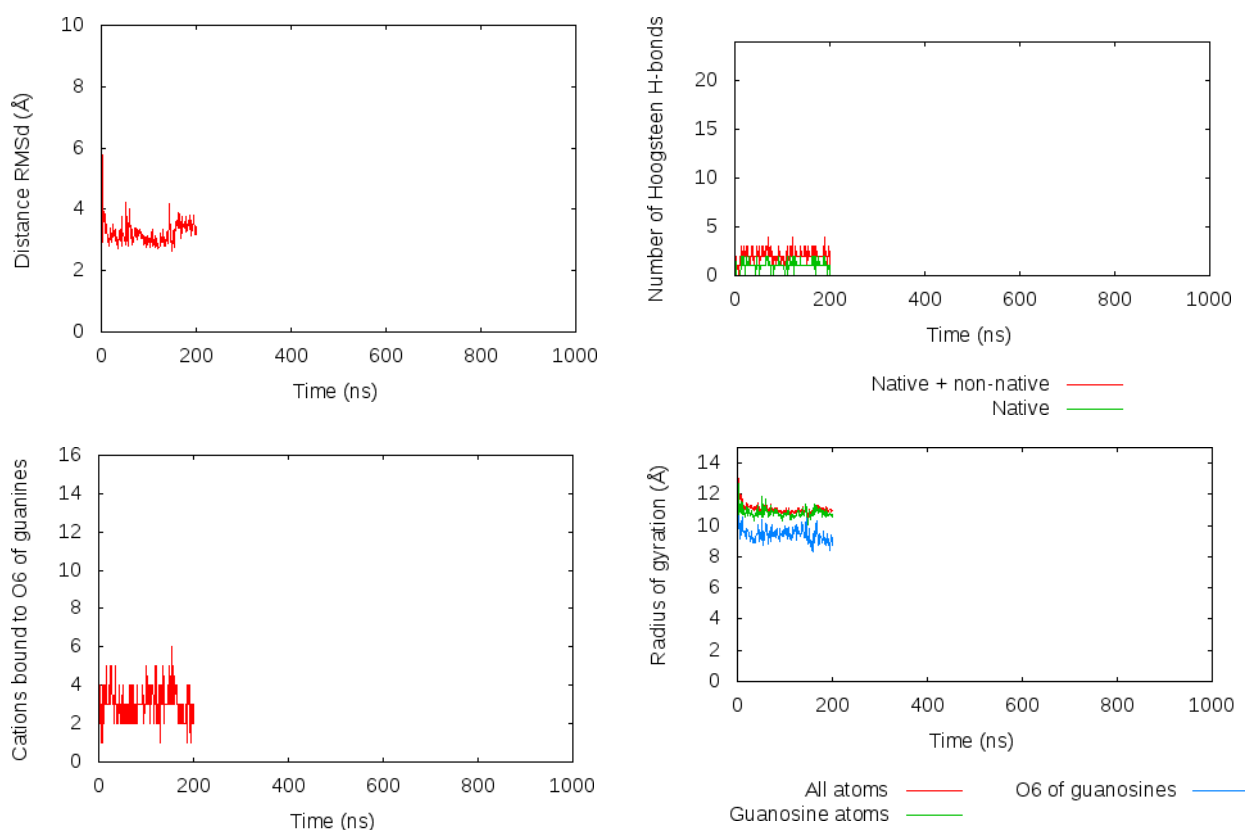 Distance RMSd (Å)
10
8
6
4
2
0
0 200 400 600 800 1000
Time (ns)
Number of Hoogsteen H-bonds
20
15
10
5
0
0 200 400 600 800 1000
Time (ns)
Native + non-native
Native
Cations bound to O6 of guanines
16
14
12
10
8
6
4
2
0
0 200 400 600 800 1000
Time (ns)
Radius of gyration (Å)
14
12
10
8
6
4
2
0
0 200 400 600 800 1000
Time (ns)
All atoms
Guanosine atoms
O6 of guanosines